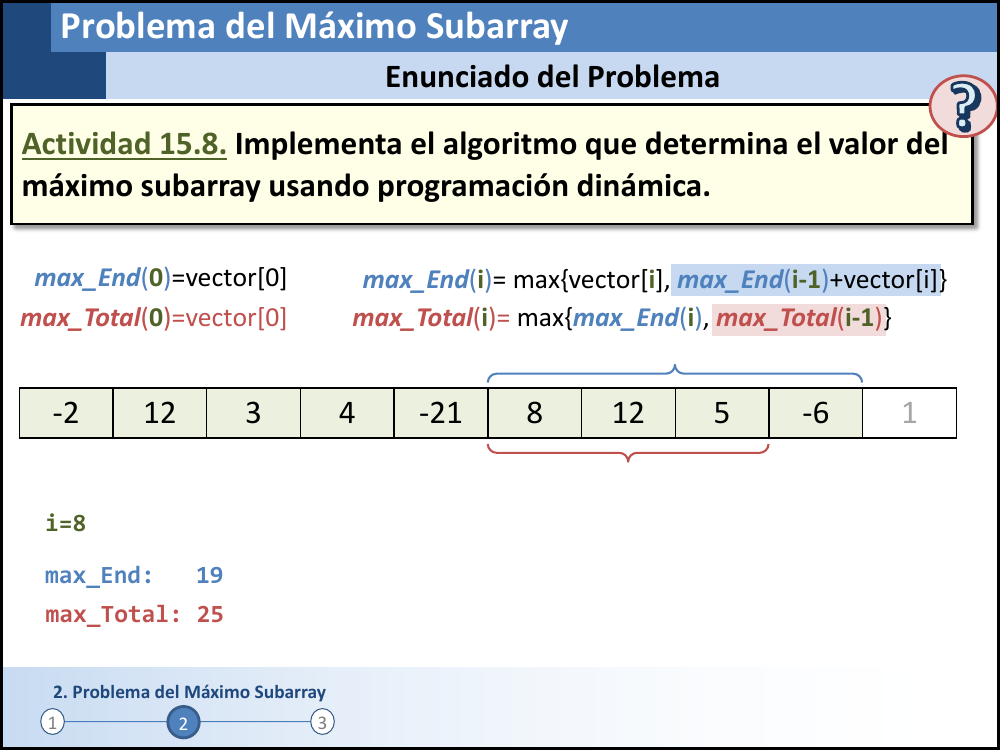 Problema del Máximo Subarray
Enunciado del Problema
?
Actividad 15.8. Implementa el algoritmo que determina el valor del
máximo subarray usando programación dinámica.
max_End(0)=vector[0]
max_End(i)= max{vector[i], max_End(i-1)+vector[i]}
max_Total(0)=vector[0]
max_Total(i)= max{max_End(i), max_Total(i-1)}
-2 12 3 4 -21 8 12 5 -6 1
i=8
max_End: 19
max_Total: 25
2. Problema del Máximo Subarray
1 2 3